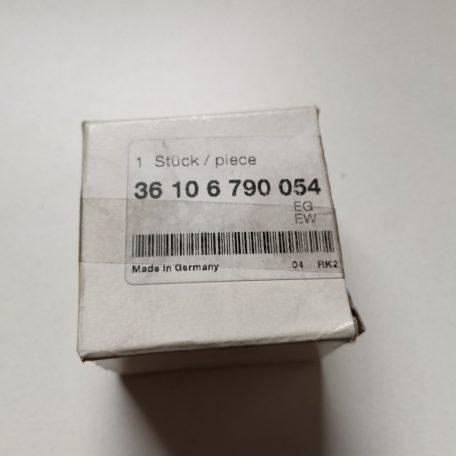 1 Stück / piece
36 10 6 790 054
EG
EW
Made in Germany 04 RK2